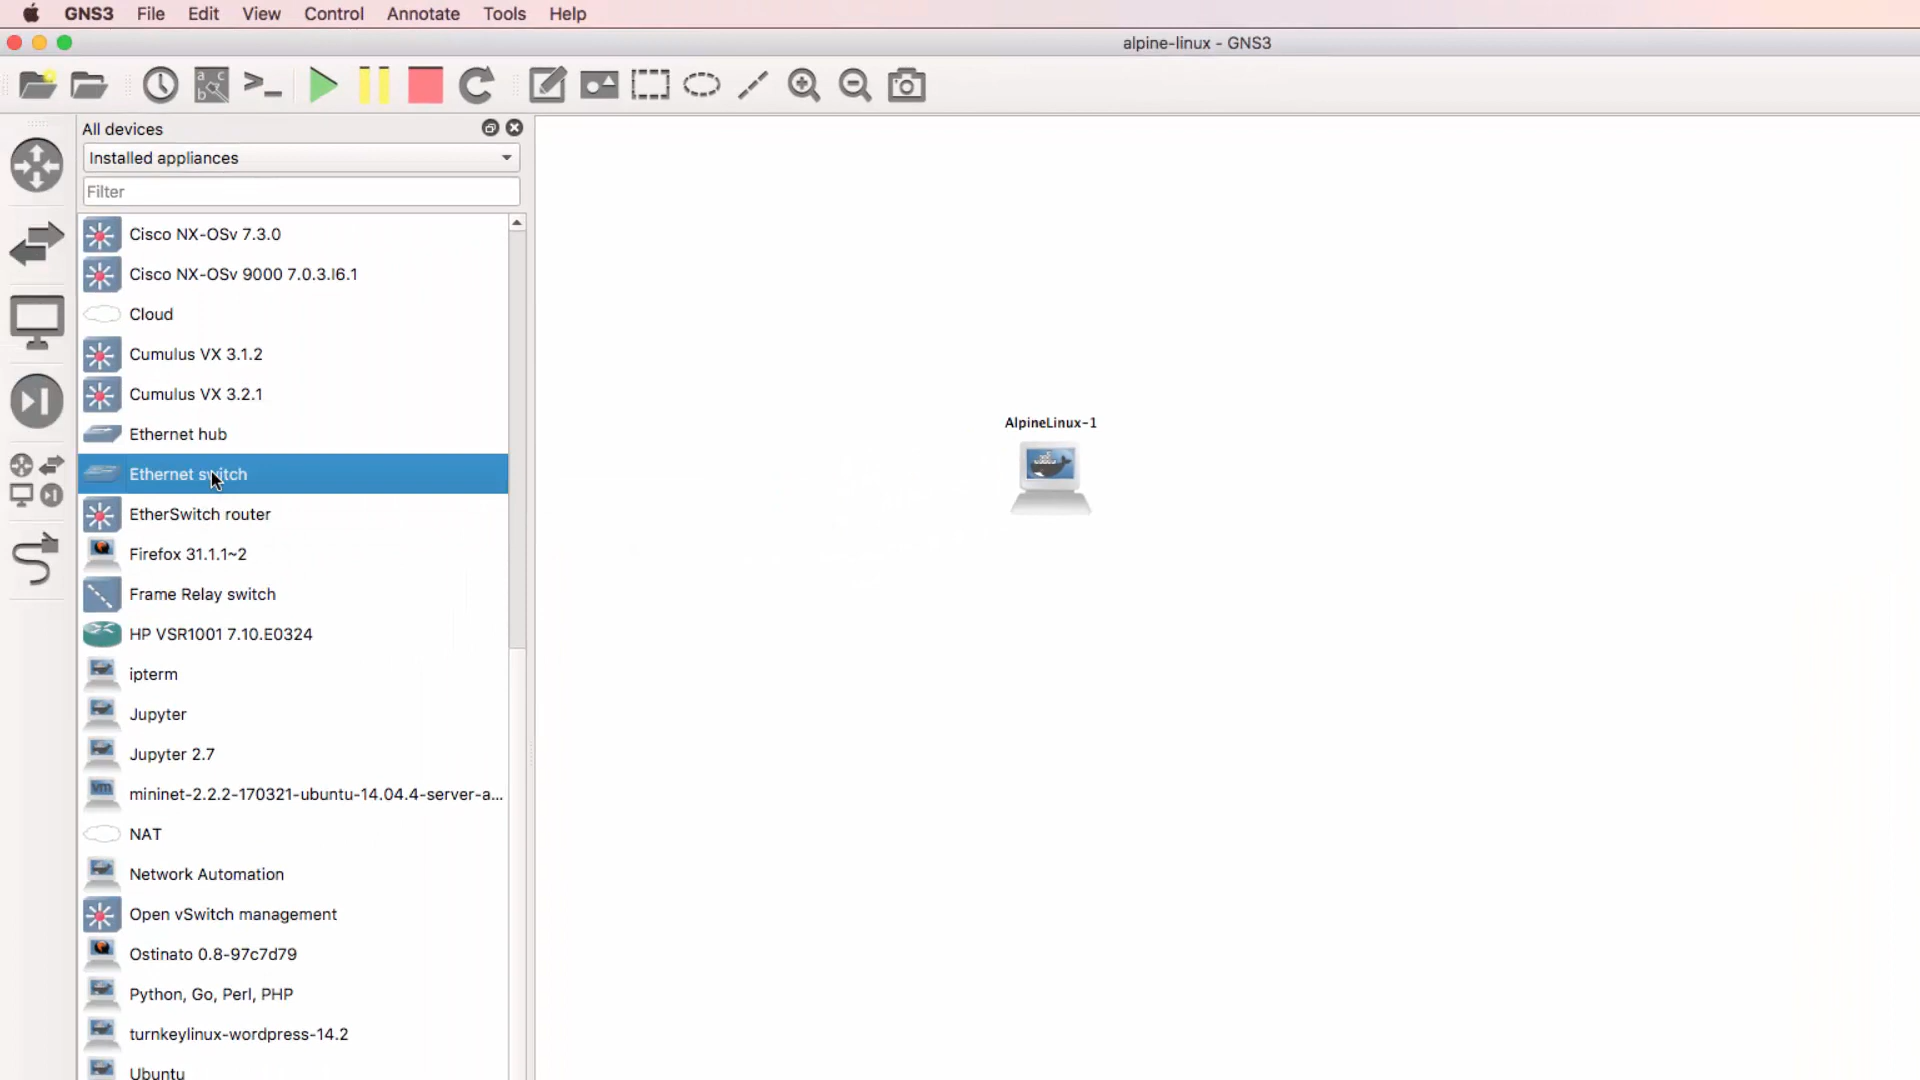 GNS3 File Edit View Control Annotate Tools Help
alpine-linux - GNS3
All devices
Installed appliances
Filter
Cisco NX-OSv 7.3.0
Cisco NX-OSv 9000 7.0.3.I6.1
Cloud
Cumulus VX 3.1.2
Cumulus VX 3.2.1
Ethernet hub
Ethernet switch
EtherSwitch router
Firefox 31.1.1~2
Frame Relay switch
HP VSR1001 7.10.E0324
ipterm
Jupyter
Jupyter 2.7
mininet-2.2.2-170321-ubuntu-14.04.4-server-a...
NAT
Network Automation
Open vSwitch management
Ostinato 0.8-97c7d79
Python, Go, Perl, PHP
turnkeylinux-wordpress-14.2
Ubuntu
AlpineLinux-1